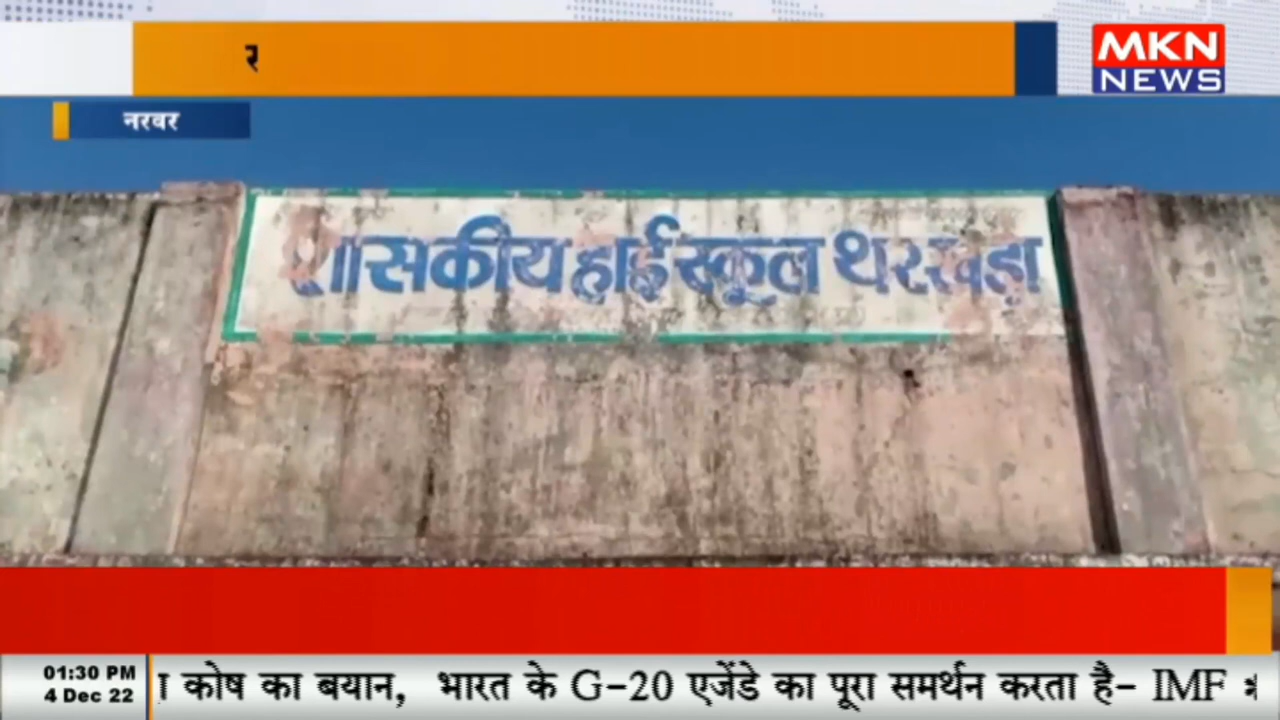 MKN
NEWS
नरवर
शासकीय हाई स्कूल थरखेड़ा
01:30 PM
4 Dec 22
कोष का बयान, भारत के G-20 एजेंडे का पूरा समर्थन करता है- IMF